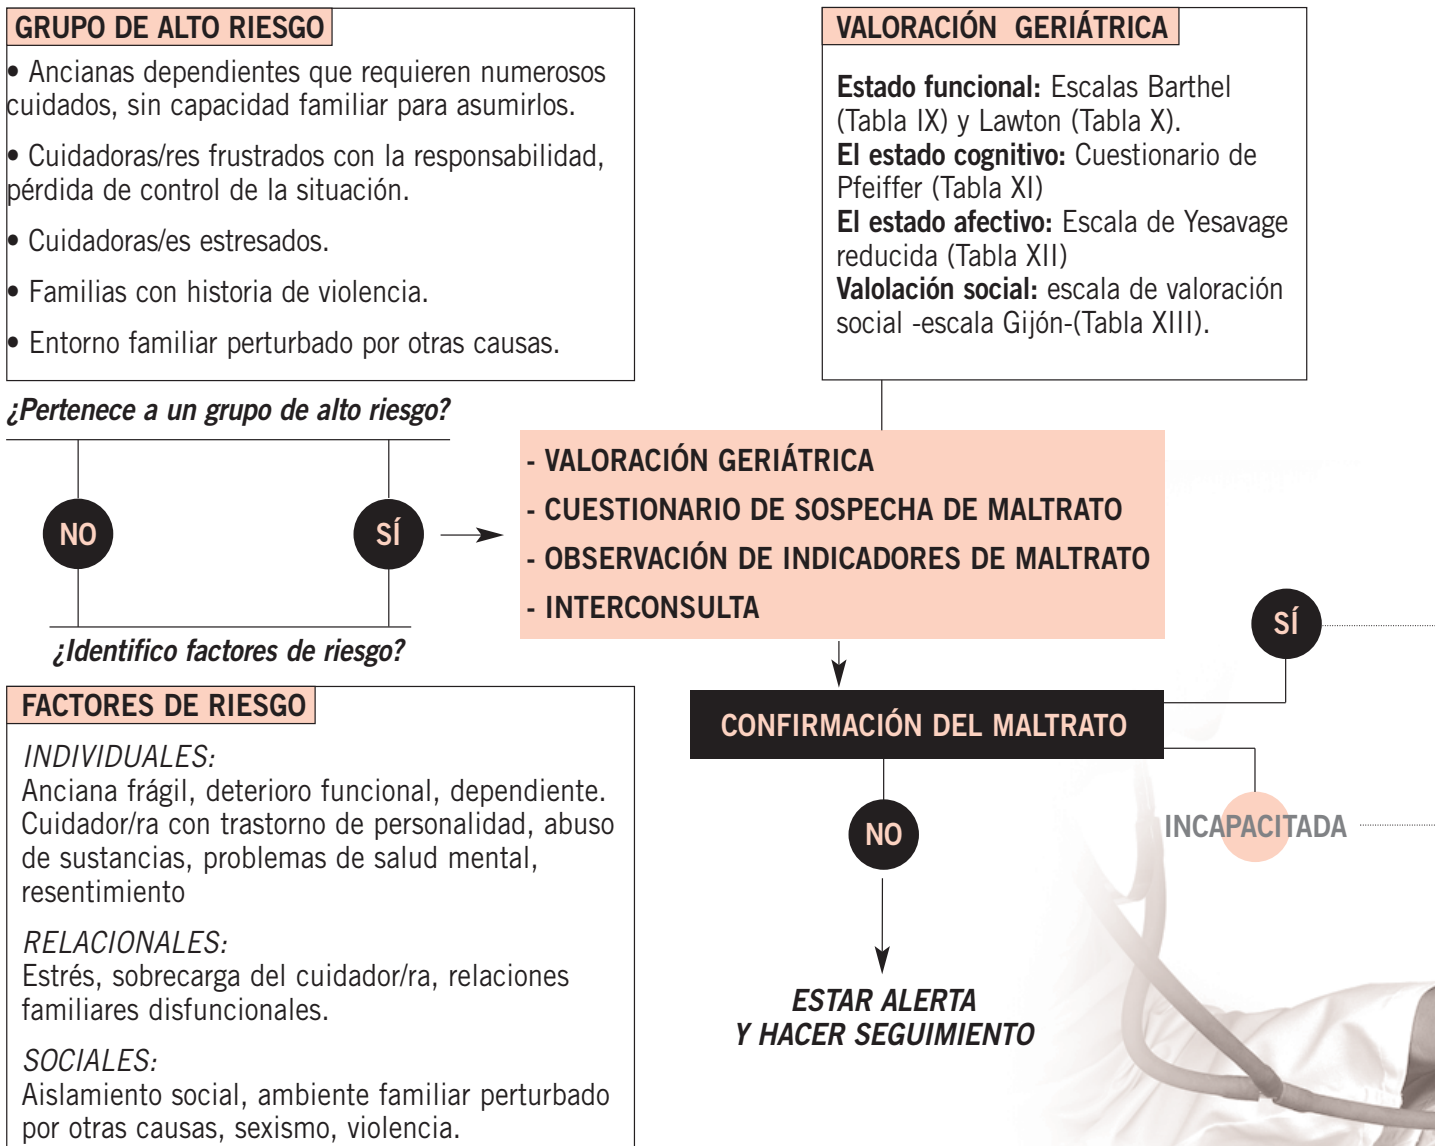 GRUPO DE ALTO RIESGO
• Ancianas dependientes que requieren numerosos
cuidados, sin capacidad familiar para asumirlos.
• Cuidadoras/res frustrados con la responsabilidad,
pérdida de control de la situación.
• Cuidadoras/es estresados.
• Familias con historia de violencia.
• Entorno familiar perturbado por otras causas.
VALORACIÓN GERIÁTRICA
Estado funcional: Escalas Barthel
(Tabla IX) y Lawton (Tabla X).
El estado cognitivo: Cuestionario de
Pfeiffer (Tabla XI)
El estado afectivo: Escala de Yesavage
reducida (Tabla XII)
Valolación social: escala de valoración
social -escala Gijón-(Tabla XIII).
¿Pertenece a un grupo de alto riesgo?
NO
SÍ
- VALORACIÓN GERIÁTRICA
- CUESTIONARIO DE SOSPECHA DE MALTRATO
- OBSERVACIÓN DE INDICADORES DE MALTRATO
- INTERCONSULTA
¿Identifico factores de riesgo?
FACTORES DE RIESGO
INDIVIDUALES:
Anciana frágil, deterioro funcional, dependiente.
Cuidador/ra con trastorno de personalidad, abuso
de sustancias, problemas de salud mental,
resentimiento
RELACIONALES:
Estrés, sobrecarga del cuidador/ra, relaciones
familiares disfuncionales.
SOCIALES:
Aislamiento social, ambiente familiar perturbado
por otras causas, sexismo, violencia.
CONFIRMACIÓN DEL MALTRATO
SÍ
INCAPACITADA
NO
ESTAR ALERTA
Y HACER SEGUIMIENTO